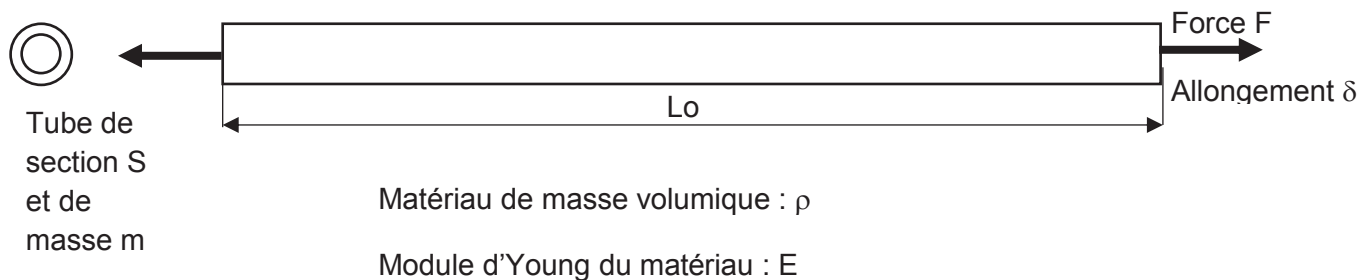 Force F
Allongement δ
Lo
Tube de
section S
et de
masse m
Matériau de masse volumique : ρ
Module d'Young du matériau : E